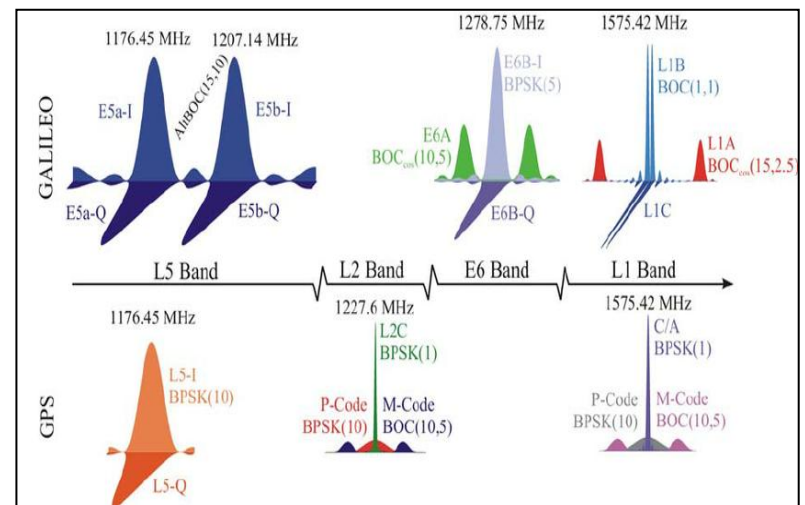 GALILEO
1176.45 MHz
1207.14 MHz
1278.75 MHz
1575.42 MHz
E5a-I
AltBOC(15,10)
E5b-I
E5a-Q
E5b-Q
E6B-I
BPSK(5)
E6A
BOCcos(10,5)
E6B-Q
L1B
BOC(1,1)
L1A
BOCcos(15,2.5)
L1C
L5 Band
L2 Band
E6 Band
L1 Band
GPS
1176.45 MHz
L5-I
BPSK(10)
L5-Q
1227.6 MHz
L2C
BPSK(1)
P-Code
BPSK(10)
M-Code
BOC(10,5)
1575.42 MHz
C/A
BPSK(1)
P-Code
BPSK(10)
M-Code
BOC(10,5)